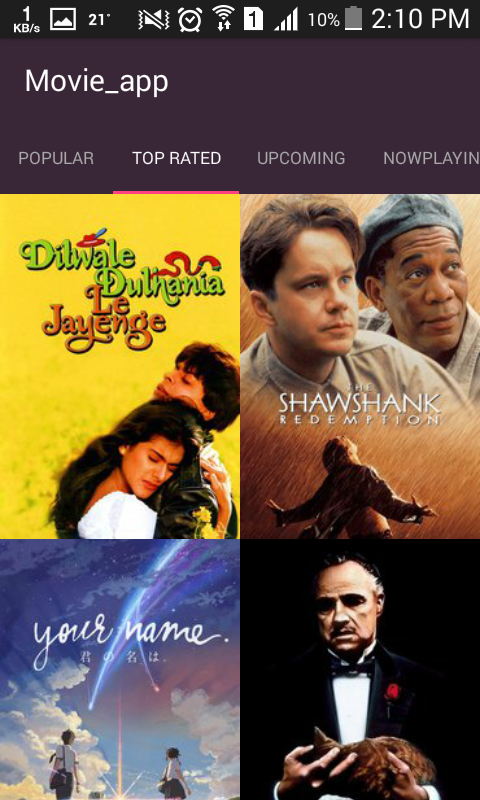 1
KB/s
21°
1
10%
2:10 PM
Movie_app
POPULAR
TOP RATED
UPCOMING
NOWPLAYIN
Dilwale
Dulhania
Le
Jayenge
THE
SHAWSHANK
REDEMPTION
your name.
君の名は。